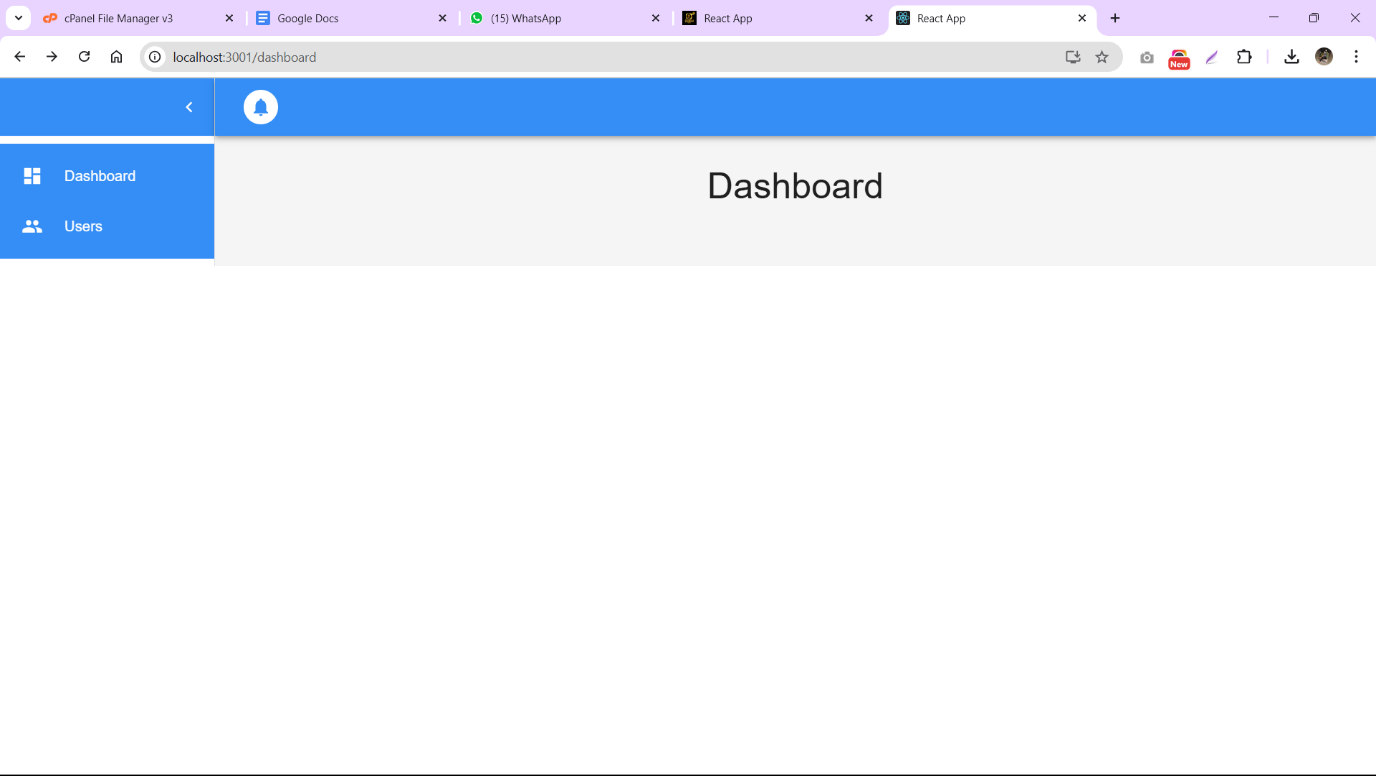 cPanel File Manager v3
Google Docs
(15) WhatsApp
React App
React App
localhost:3001/dashboard
New
Dashboard
Users
Dashboard